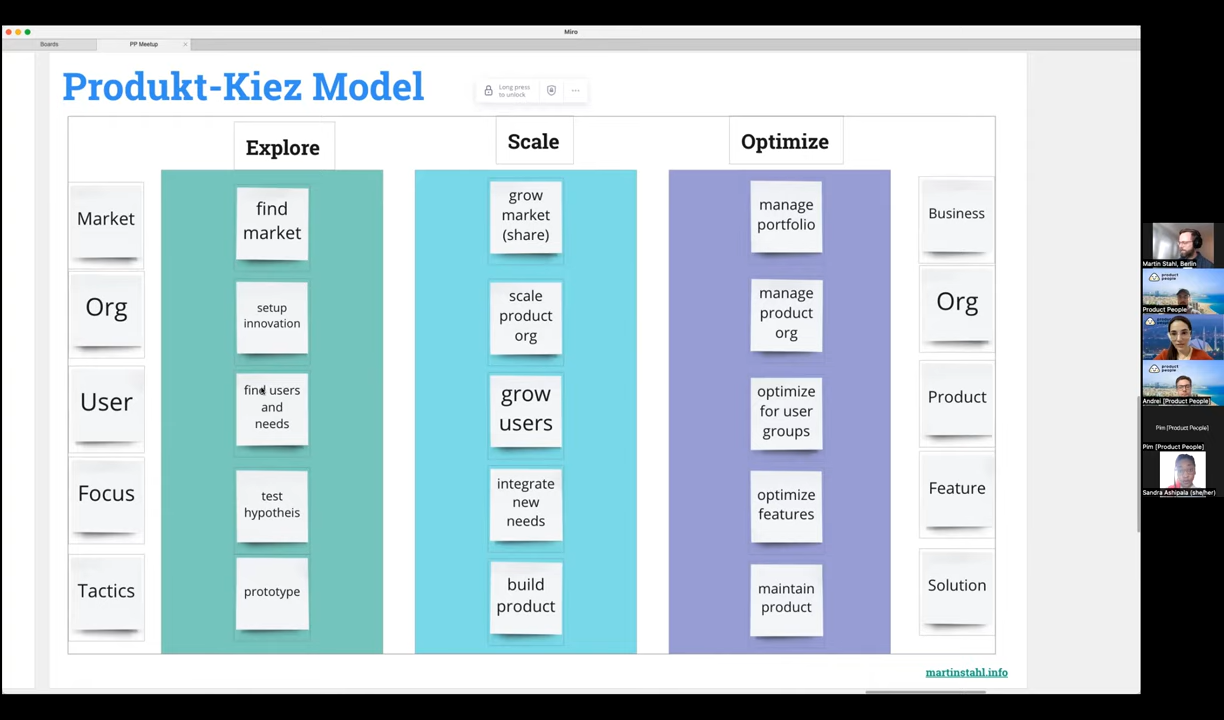 Miro
Boards
PP Meetup
Produkt-Kiez Model
Long press
to unlock
Explore
Scale
Optimize
Market
find
market
grow
market
(share)
manage
portfolio
Business
Org
setup
innovation
scale
product
org
manage
product
org
Org
User
find users
and
needs
grow
users
optimize
for user
groups
Product
Focus
test
hypotheis
integrate
new
needs
optimize
features
Feature
Tactics
prototype
build
product
maintain
product
Solution
martinstahl.info
Martin Stahl, Berlin
product
people
Product People
product
people
Andrei [Product People]
Pim [Product People]
Pim [Product People]
Sandra Ashipala (she/her)